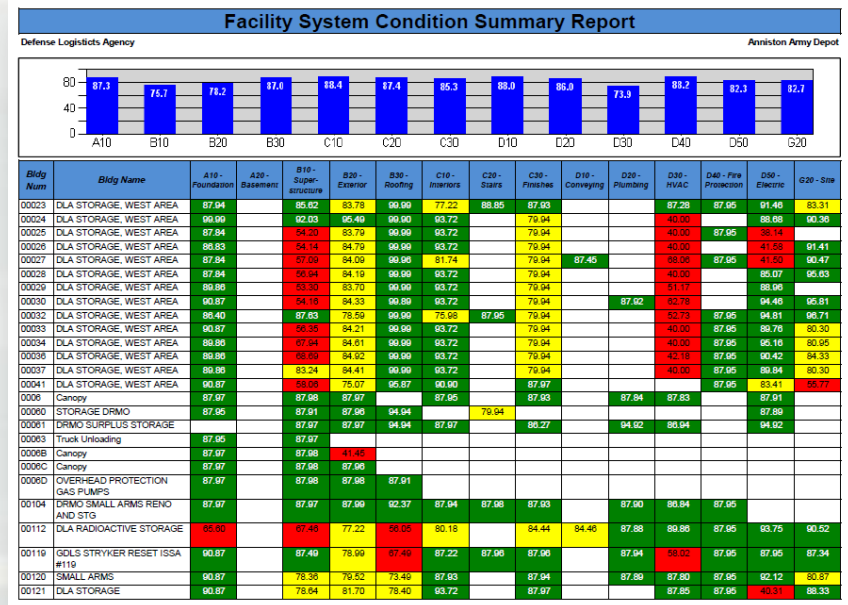 Facility System Condition Summary Report
Defense Logisticts Agency Anniston Army Depot
80
40
0
87.3 75.7 78.2 87.0 88.4 87.4 85.3 88.0 86.0 73.9 88.2 82.3 82.7
A10 B10 B20 B30 C10 C20 C30 D10 D20 D30 D40 D50 G20
Bldg Num Bldg Name A10 - Foundation A20 - Basement B10 - Super-structure B20 - Exterior B30 - Roofing C10 - Interiors C20 - Stairs C30 - Finishes D10 - Conveying D20 - Plumbing D30 - HVAC D40 - Fire Protection D50 - Electric G20 - Site
00023 DLA STORAGE, WEST AREA 87.94 85.62 83.78 99.99 77.22 88.85 87.93 87.28 87.95 91.46 83.31
00024 DLA STORAGE, WEST AREA 99.99 92.03 95.49 99.90 93.72 79.94 40.00 88.68 90.36
00025 DLA STORAGE, WEST AREA 87.84 54.20 83.79 99.99 93.72 79.94 40.00 87.95 38.14
00026 DLA STORAGE, WEST AREA 86.83 54.14 84.79 99.96 93.72 79.94 40.00 41.58 91.41
00027 DLA STORAGE, WEST AREA 87.84 57.09 84.09 99.96 81.74 79.94 87.45 68.06 87.95 41.50 90.47
00028 DLA STORAGE, WEST AREA 87.84 56.94 84.19 99.99 93.72 79.94 40.00 85.07 95.63
00029 DLA STORAGE, WEST AREA 89.86 53.30 83.70 99.99 93.72 79.94 51.17 88.96
00030 DLA STORAGE, WEST AREA 90.87 54.16 84.33 99.89 93.72 79.94 87.92 62.78 94.46 95.81
00032 DLA STORAGE, WEST AREA 86.40 87.63 78.59 99.99 75.98 87.95 79.94 52.73 87.95 94.81 96.71
00033 DLA STORAGE, WEST AREA 90.87 56.35 84.21 99.99 93.72 79.94 40.00 87.95 89.76 80.30
00034 DLA STORAGE, WEST AREA 89.86 67.94 84.61 99.99 93.72 79.94 40.00 87.95 95.16 80.95
00036 DLA STORAGE, WEST AREA 89.86 68.69 84.92 99.99 93.72 79.94 42.18 87.95 90.42 84.33
00037 DLA STORAGE, WEST AREA 89.86 83.24 84.41 99.99 93.72 79.94 40.00 87.95 89.84 80.30
00041 DLA STORAGE, WEST AREA 90.87 68.06 75.07 95.87 90.90 87.97 87.95 83.41 55.77
0006 Canopy 87.97 87.98 87.97 87.95 87.93 87.84 87.83 87.91
00060 STORAGE DRMO 87.95 87.91 87.96 94.94 79.94 87.89
00061 DRMO SURPLUS STORAGE 87.97 87.97 94.94 87.97 86.27 94.92 86.94 94.92
00063 Truck Unloading 87.95 87.97
0006B Canopy 87.97 87.98 41.45
0006C Canopy 87.97 87.98 87.96
0006D OVERHEAD PROTECTION 87.97 87.98 87.98 87.91
GAS PUMPS
00104 DRMO SMALL ARMS RENO 87.97 87.97 87.99 92.37 87.94 87.98 87.93 87.90 86.84 87.95
AND STG
00112 DLA RADIOACTIVE STORAGE 65.60 67.46 77.22 56.05 80.18 84.44 84.46 87.88 89.86 87.95 93.75 90.52
00119 GDLS STRYKER RESET ISSA 90.87 87.49 78.99 67.49 87.22 87.96 87.96 87.94 58.02 87.95 87.95 87.34
#119
00120 SMALL ARMS 90.87 78.36 79.52 73.49 87.93 87.94 87.89 87.80 87.95 92.12 80.87
00121 DLA STORAGE 90.87 78.64 81.70 78.40 93.72 87.97 87.85 87.95 40.31 88.33